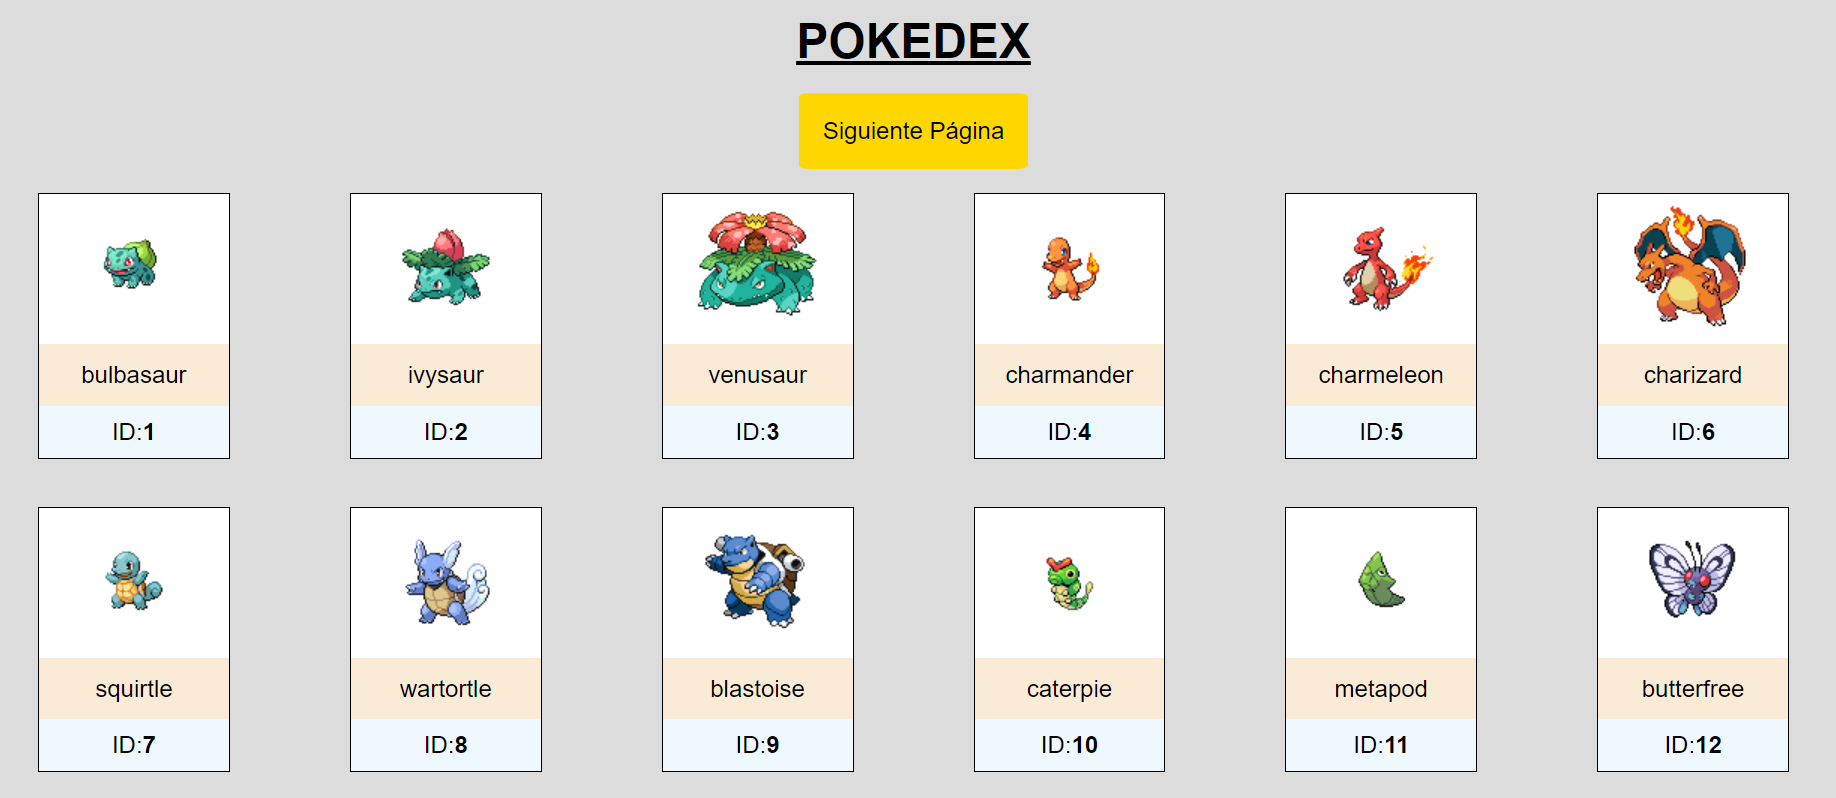 POKEDEX
Siguiente Página
bulbasaur
ID:1
ivysaur
ID:2
venusaur
ID:3
charmander
ID:4
charmeleon
ID:5
charizard
ID:6
squirtle
ID:7
wartortle
ID:8
blastoise
ID:9
caterpie
ID:10
metapod
ID:11
butterfree
ID:12